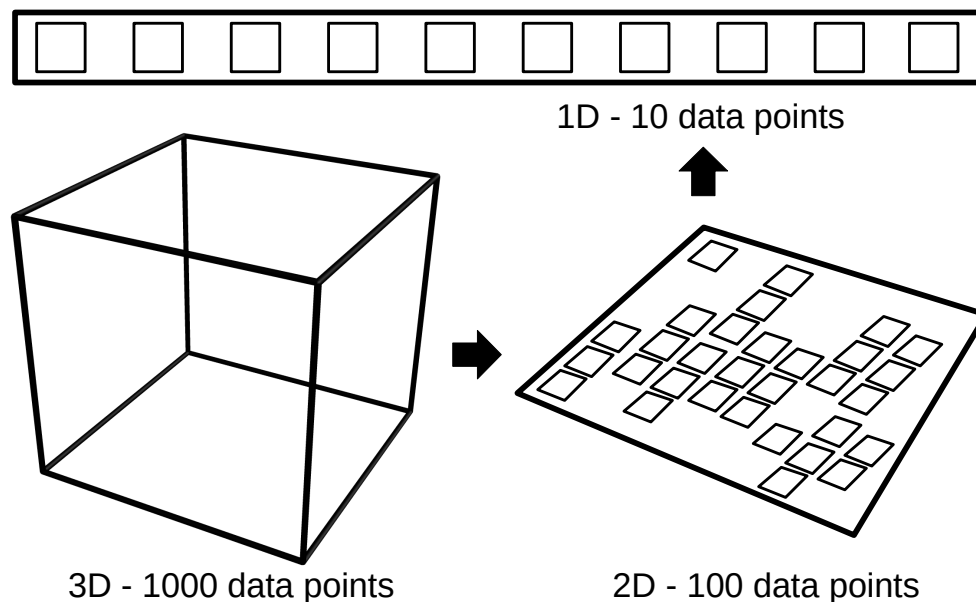 1D - 10 data points
3D - 1000 data points
2D - 100 data points